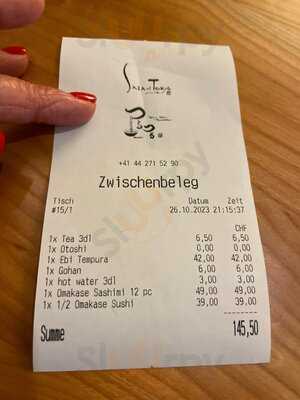 +41 44 271 52 90
Zwischenbeleg
Tisch Datum Zeit
#15/1 26.10.2023 21:15:37
CHF
1x Tea 3dl 6,50 6,50
1x Otoshi 0,00 0,00
1x Ebi Tempura 42,00 42,00
1x Gohan 6,00 6,00
1x hot water 3dl 3,00 3,00
1x Omakase Sashimi 12 pc 49,00 49,00
1x 1/2 Omakase Sushi 39,00 39,00
Summe 145,50